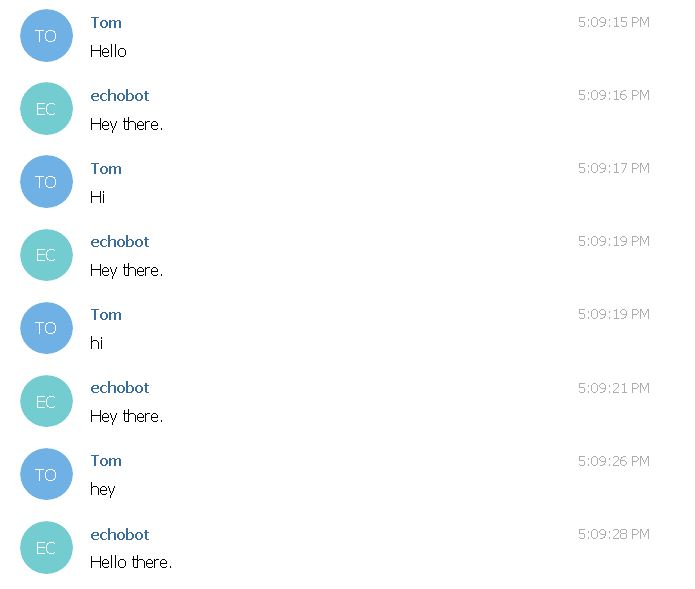 TO
Tom
5:09:15 PM
Hello
EC
echobot
5:09:16 PM
Hey there.
TO
Tom
5:09:17 PM
Hi
EC
echobot
5:09:19 PM
Hey there.
TO
Tom
5:09:19 PM
hi
EC
echobot
5:09:21 PM
Hey there.
TO
Tom
5:09:26 PM
hey
EC
echobot
5:09:28 PM
Hello there.